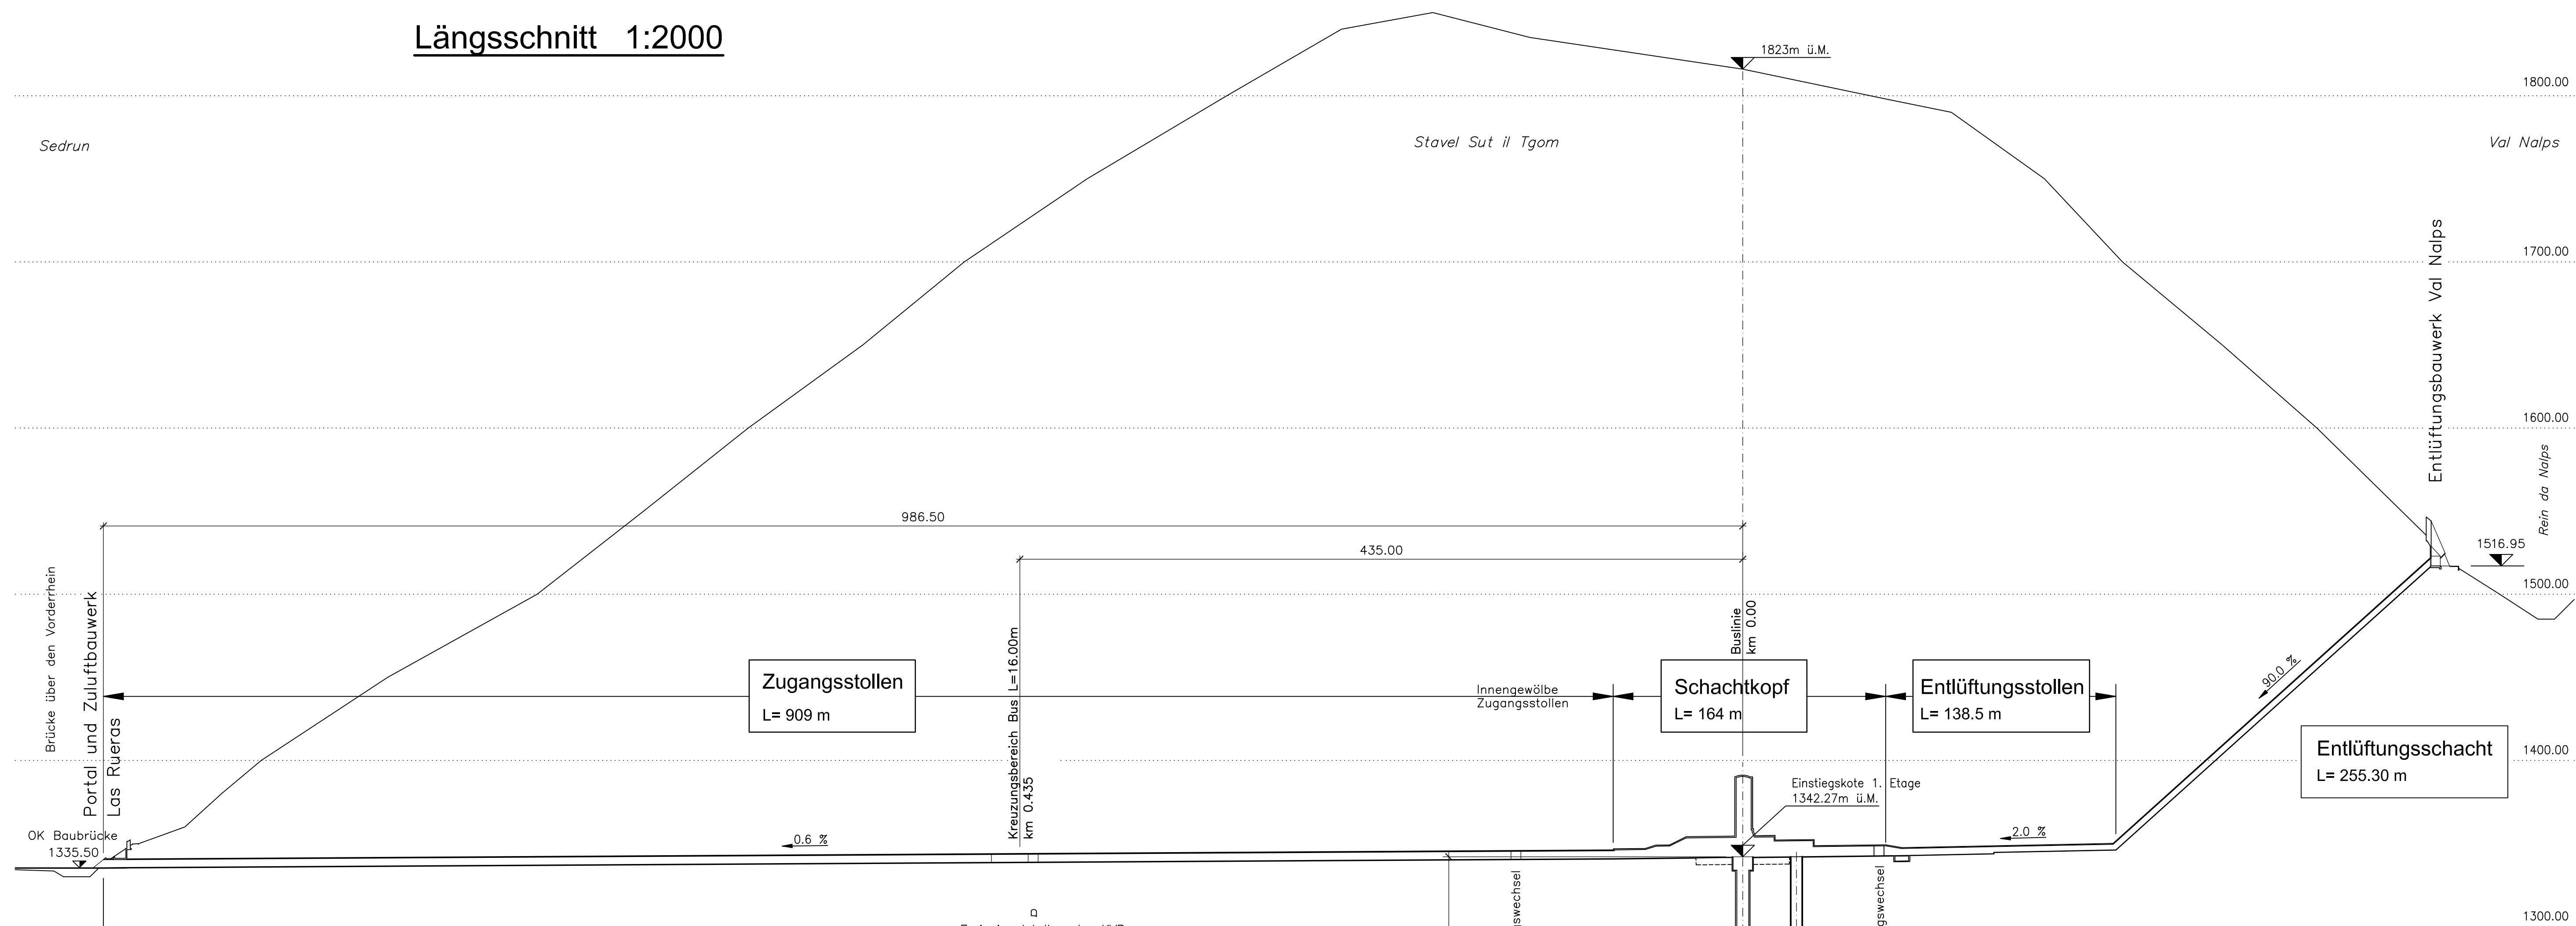 Längsschnitt 1:2000
1823m ü.M.
1800.00
Sedrun
Stavel Sut il Tgom
Val Nalps
1700.00
Entlüftungsbauwerk Val Nalps
1600.00
Rein da Nalps
986.50
1516.95
435.00
1500.00
Brücke über den Vorderrhein
Portal und Zuluftbauwerk
Las Rueras
Kreuzungsbereich Bus L=16.00m
km 0.435
Buslinie
km 0.00
Zugangsstollen
L= 909 m
Innengewölbe
Zugangsstollen
Schachtkopf
L= 164 m
Entlüftungsstollen
L= 138.5 m
90.0 %
Entlüftungsschacht
L= 255.30 m
1400.00
Einstiegskote 1. Etage
1342.27m ü.M.
OK Baubrücke
1335.50
0.6 %
2.0 %
1300.00